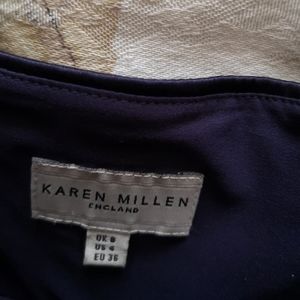 KAREN MILLEN
ENGLAND
UK 8
US 4
EU 36